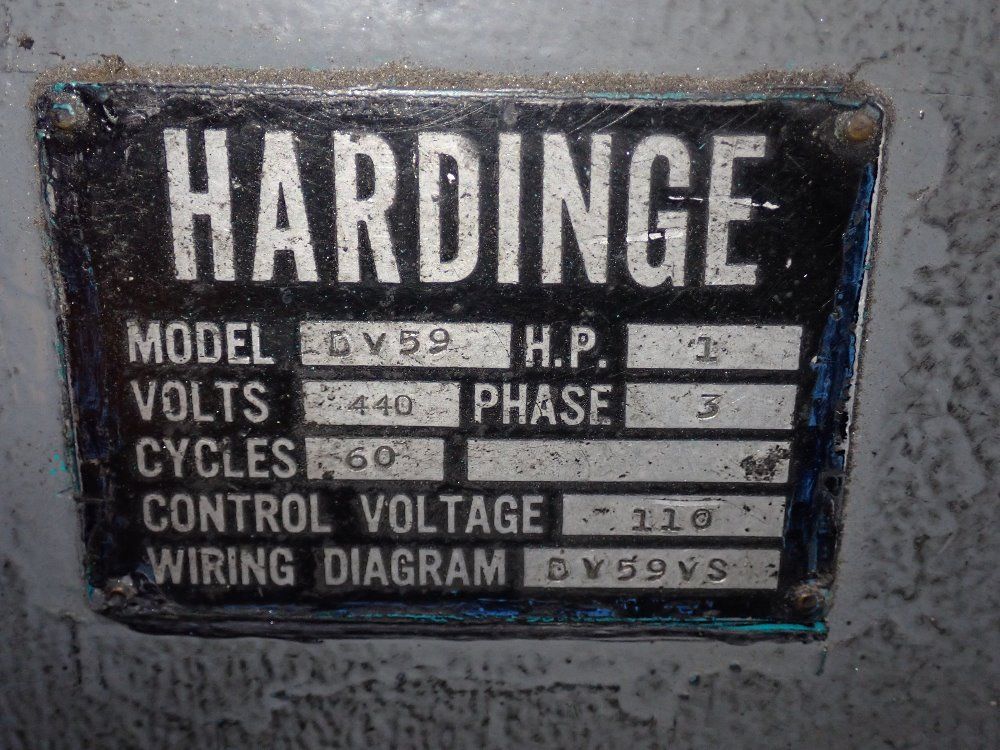 HARDINGE
MODEL DV59 H.P. 1
VOLTS 440 PHASE 3
CYCLES 60
CONTROL VOLTAGE 110
WIRING DIAGRAM DV59VS